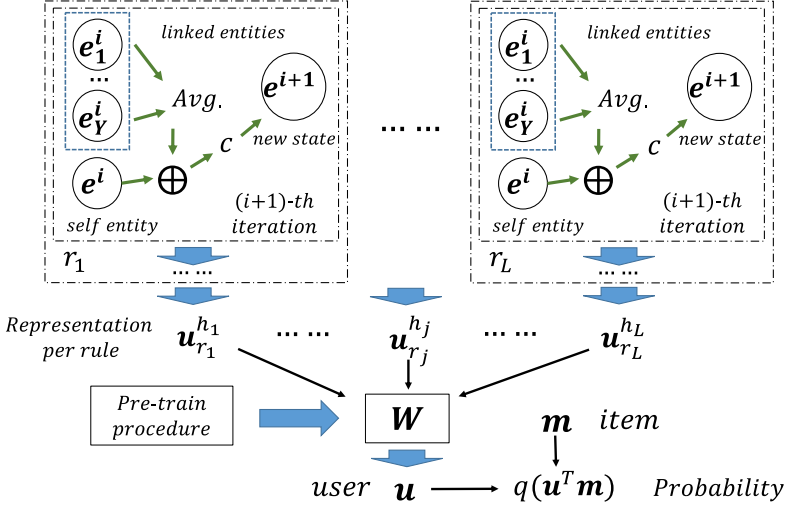 e_1^i
linked entities
...
e_Y^i
Avg.
e^{i+1}
c
new state
e^i
⊕
self entity
(i+1)-th
iteration
r_1
... ...
... ...
e_1^i
linked entities
...
e_Y^i
Avg.
e^{i+1}
c
new state
e^i
⊕
self entity
(i+1)-th
iteration
r_L
... ...
Representation
per rule
u_{r_1}^{h_1}
... ...
u_{r_j}^{h_j}
... ...
u_{r_L}^{h_L}
Pre-train
procedure
W
m item
user u
q(u^T m)
Probability